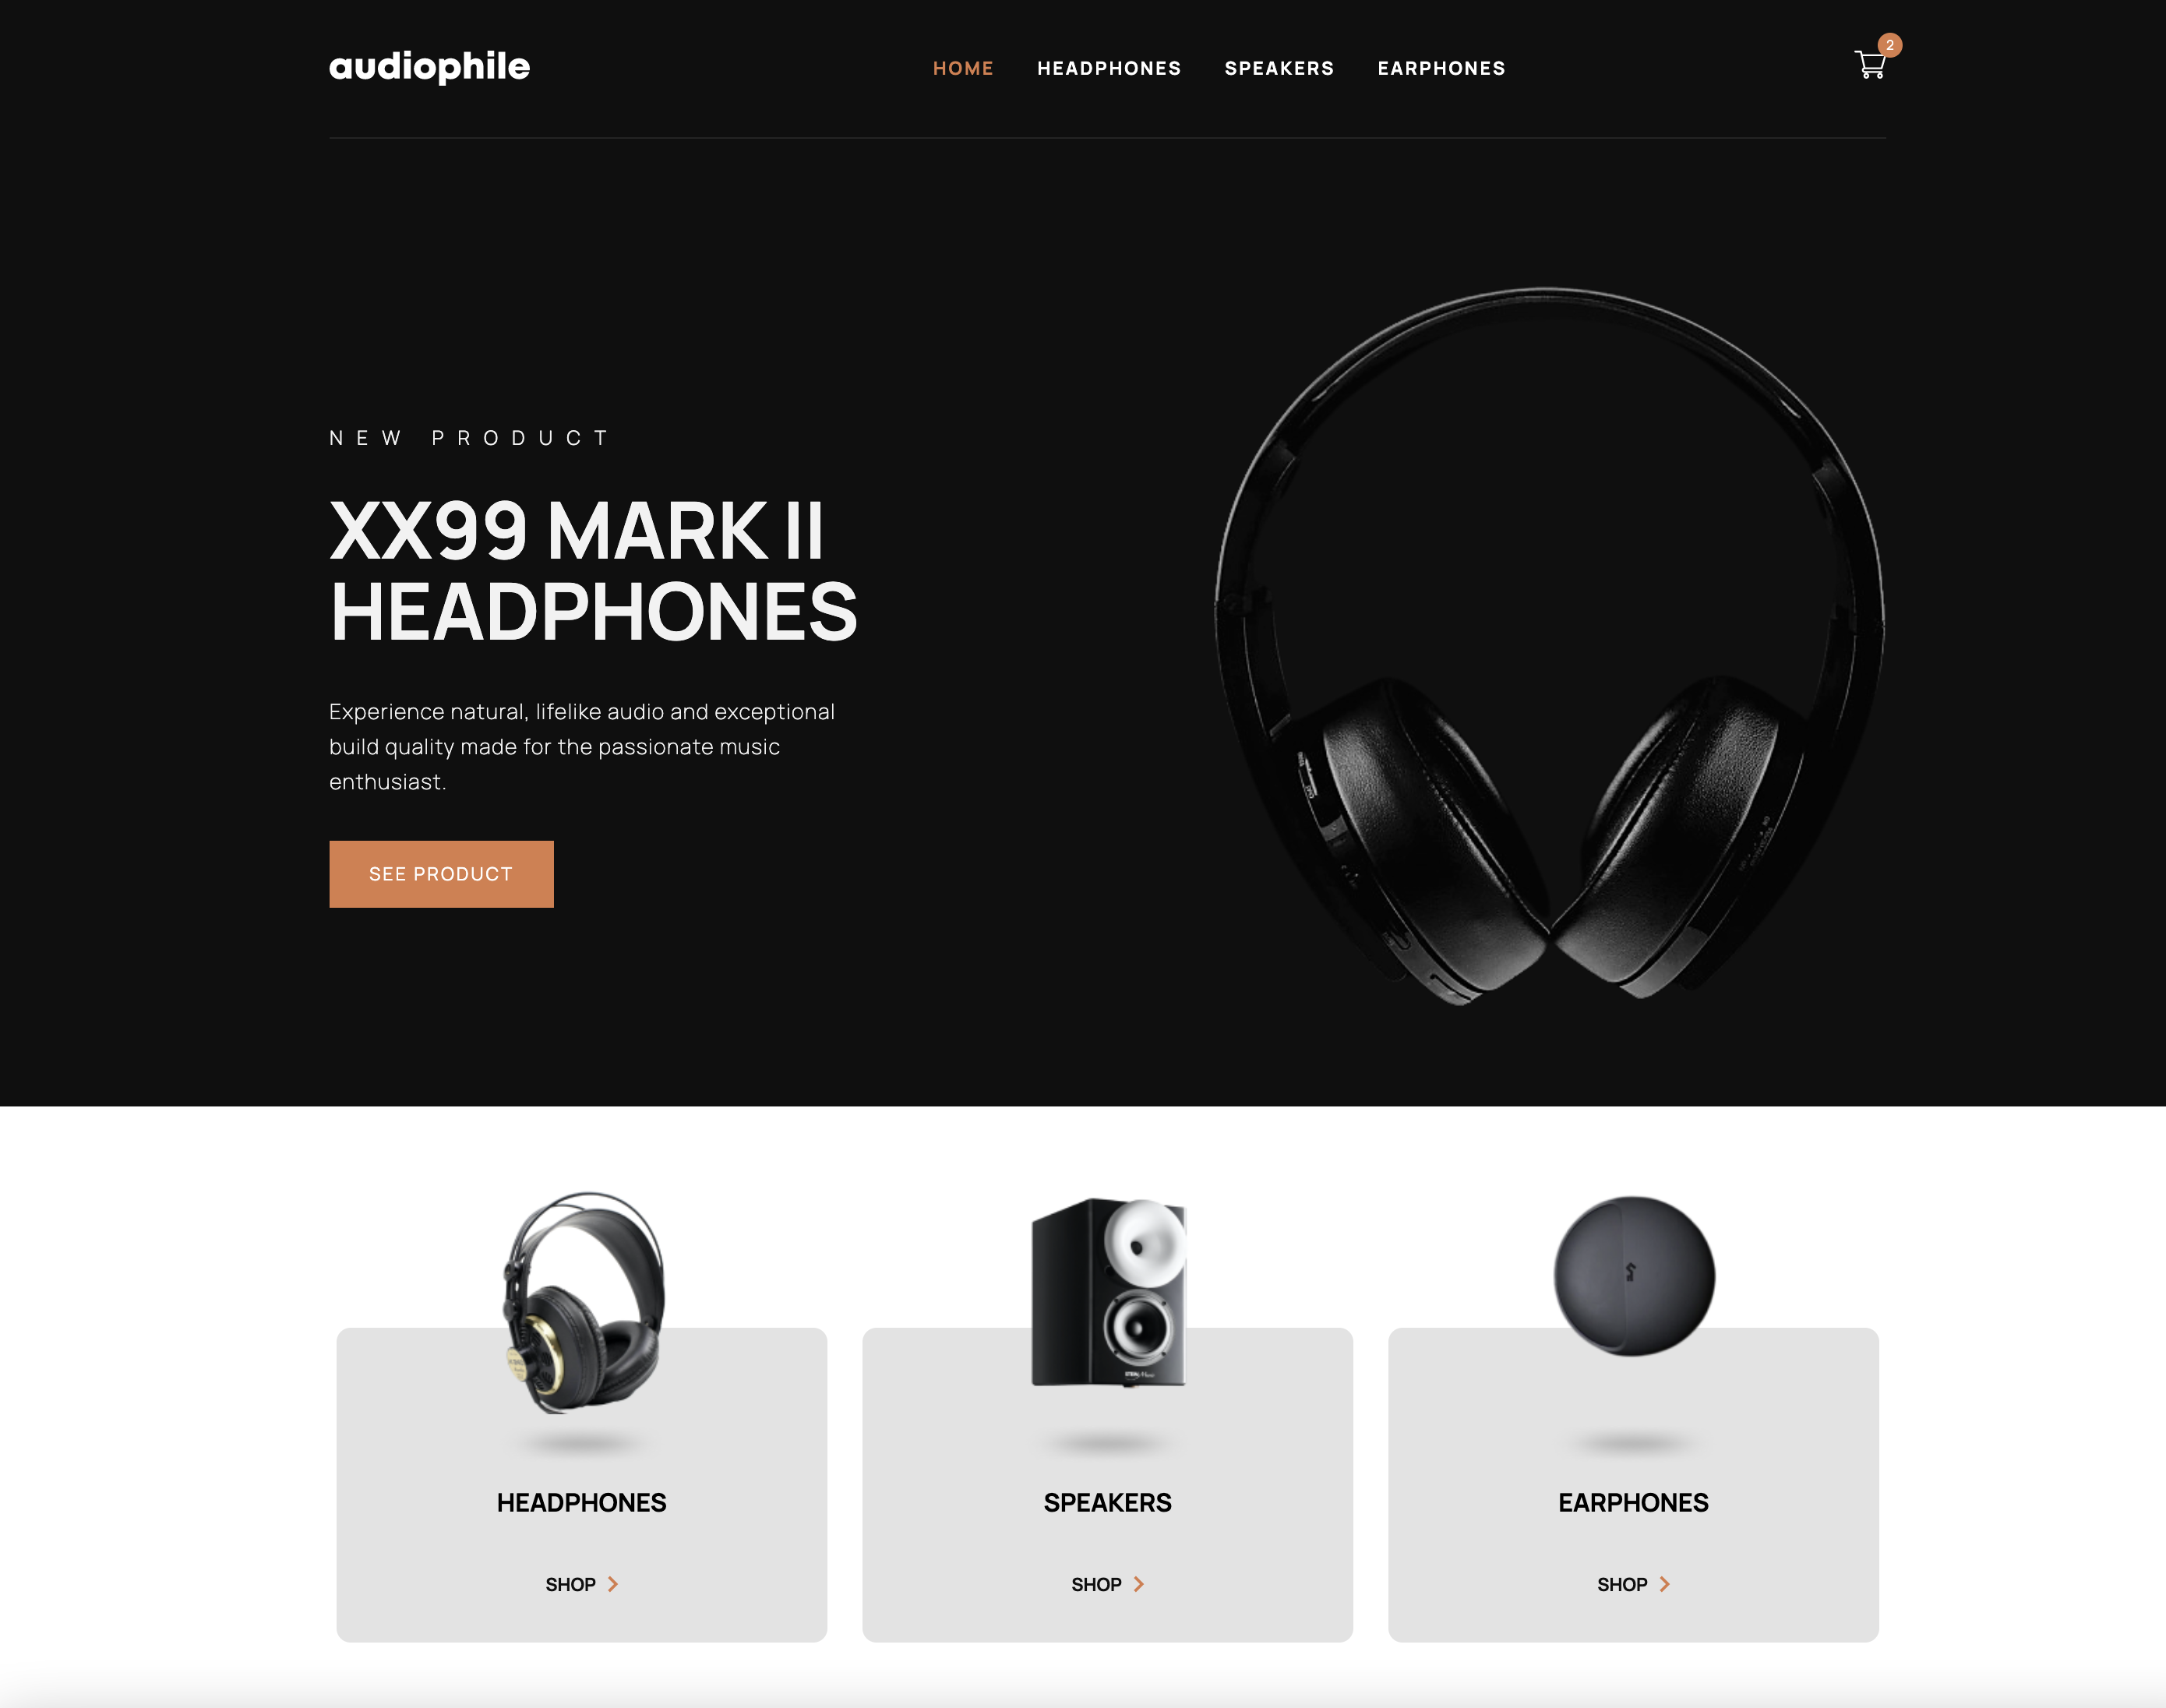 audiophile
HOME HEADPHONES SPEAKERS EARPHONES
2
NEW PRODUCT
XX99 MARK II
HEADPHONES
Experience natural, lifelike audio and exceptional
build quality made for the passionate music
enthusiast.
SEE PRODUCT
HEADPHONES
SHOP
SPEAKERS
SHOP
EARPHONES
SHOP